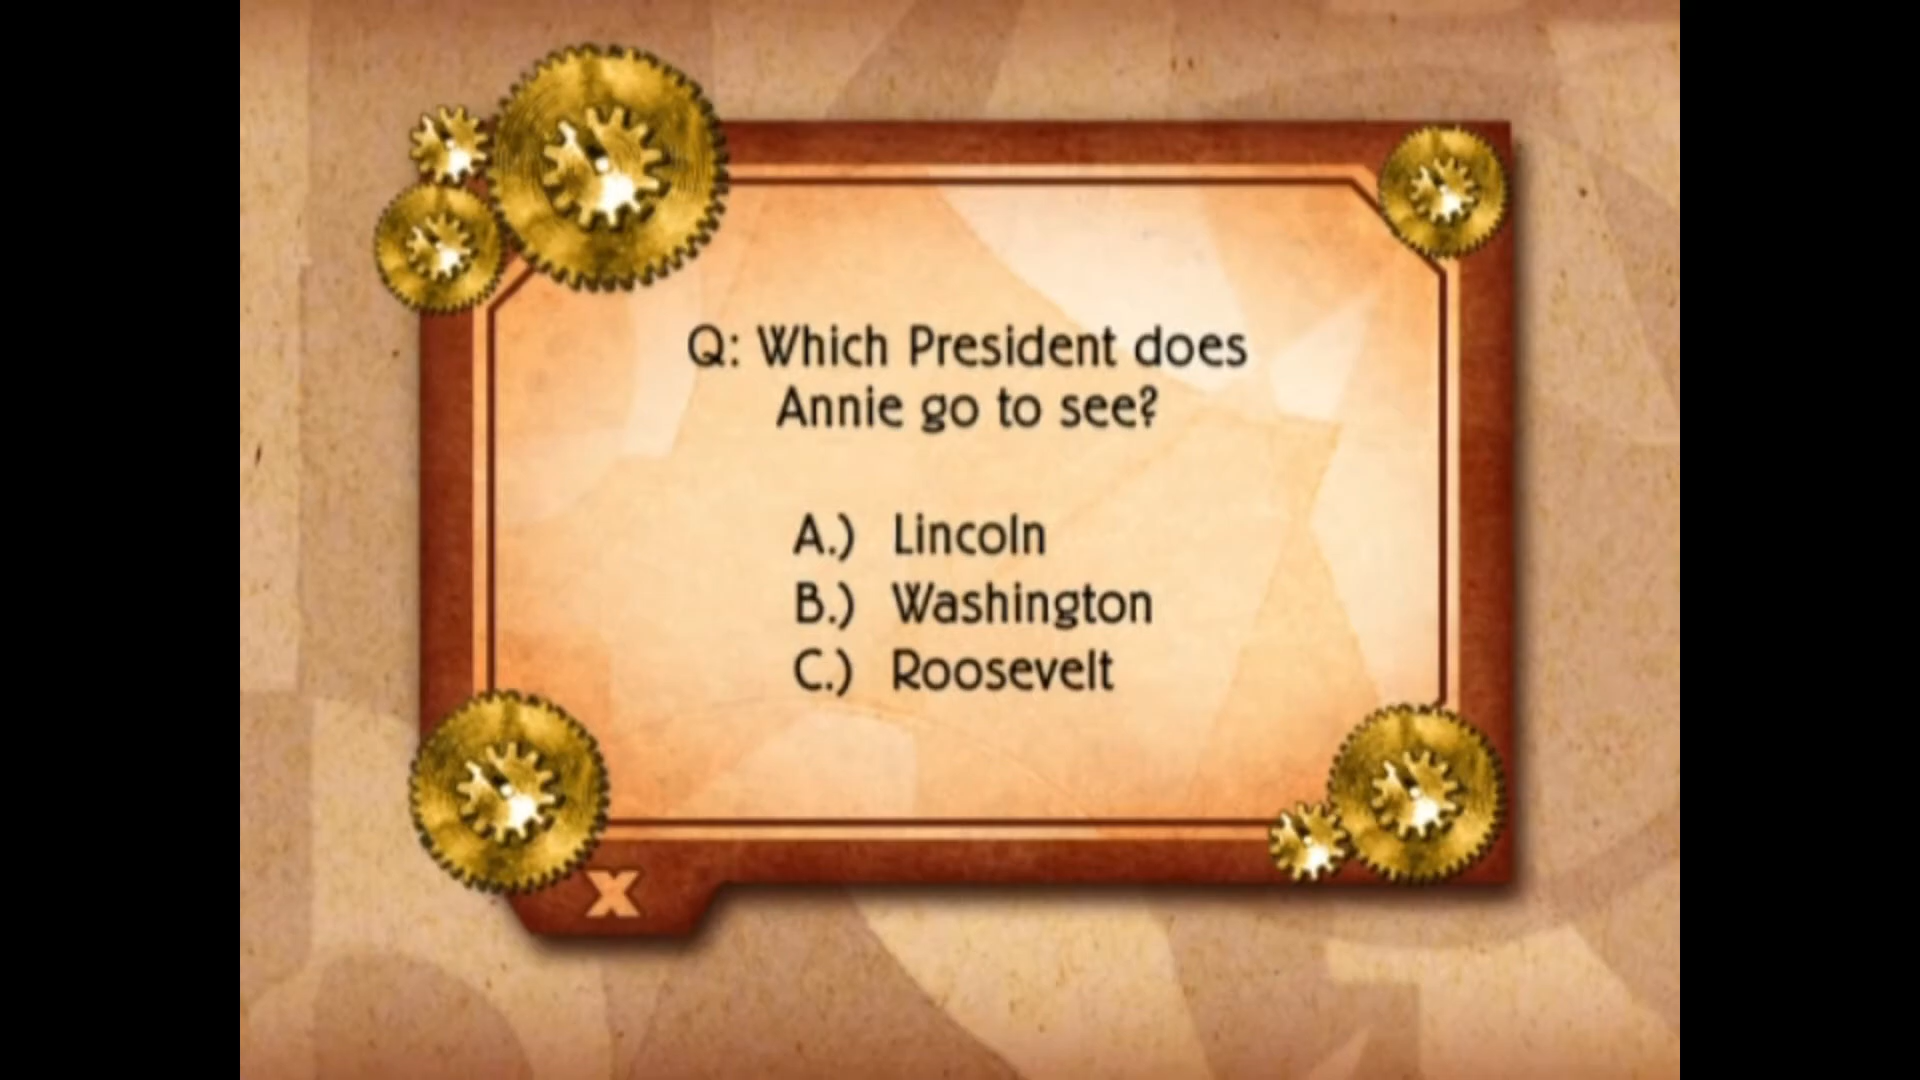 Q: Which President does
Annie go to see?
A.) Lincoln
B.) Washington
C.) Roosevelt
X